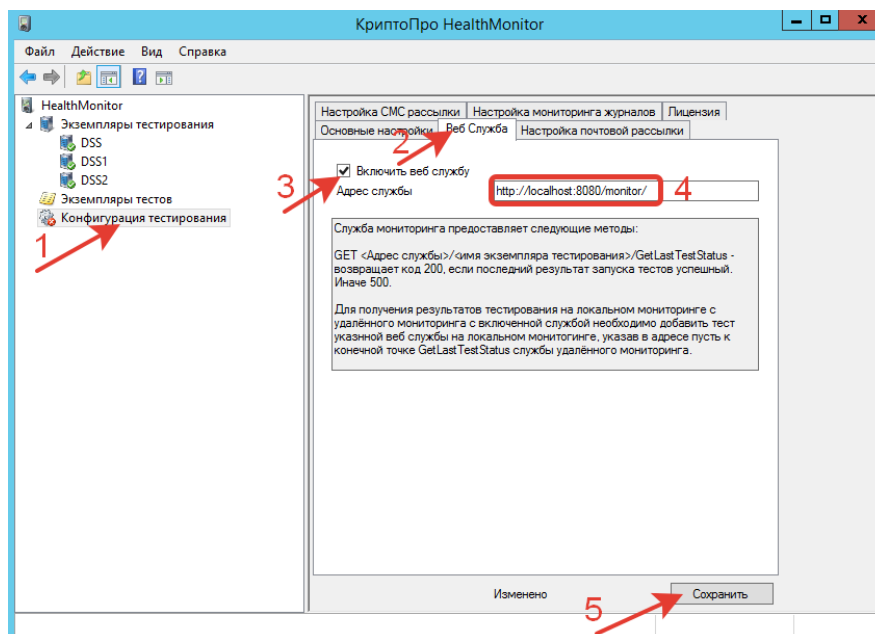 КриптоПро HealthMonitor
Файл Действие Вид Справка
HealthMonitor
Экземпляры тестирования
DSS
DSS1
DSS2
Экземпляры тестов
Конфигурация тестирования
1
Настройка СМС рассылки Настройка мониторинга журналов Лицензия
Основные настройки Веб Служба Настройка почтовой рассылки
2
Включить веб службу
3
Адрес службы http://localhost:8080/monitor/ 4
Служба мониторинга предоставляет следующие методы:
GET <Адрес службы>/<имя экземпляра тестирования>/GetLastTestStatus -
возвращает код 200, если последний результат запуска тестов успешный.
Иначе 500.
Для получения результатов тестирования на локальном мониторинге с
удалённого мониторинга с включенной службой необходимо добавить тест
указнной веб службы на локальном монитогинге, указав в адресе пусть к
конечной точке GetLastTestStatus службы удалённого мониторинга.
Изменено Сохранить
5